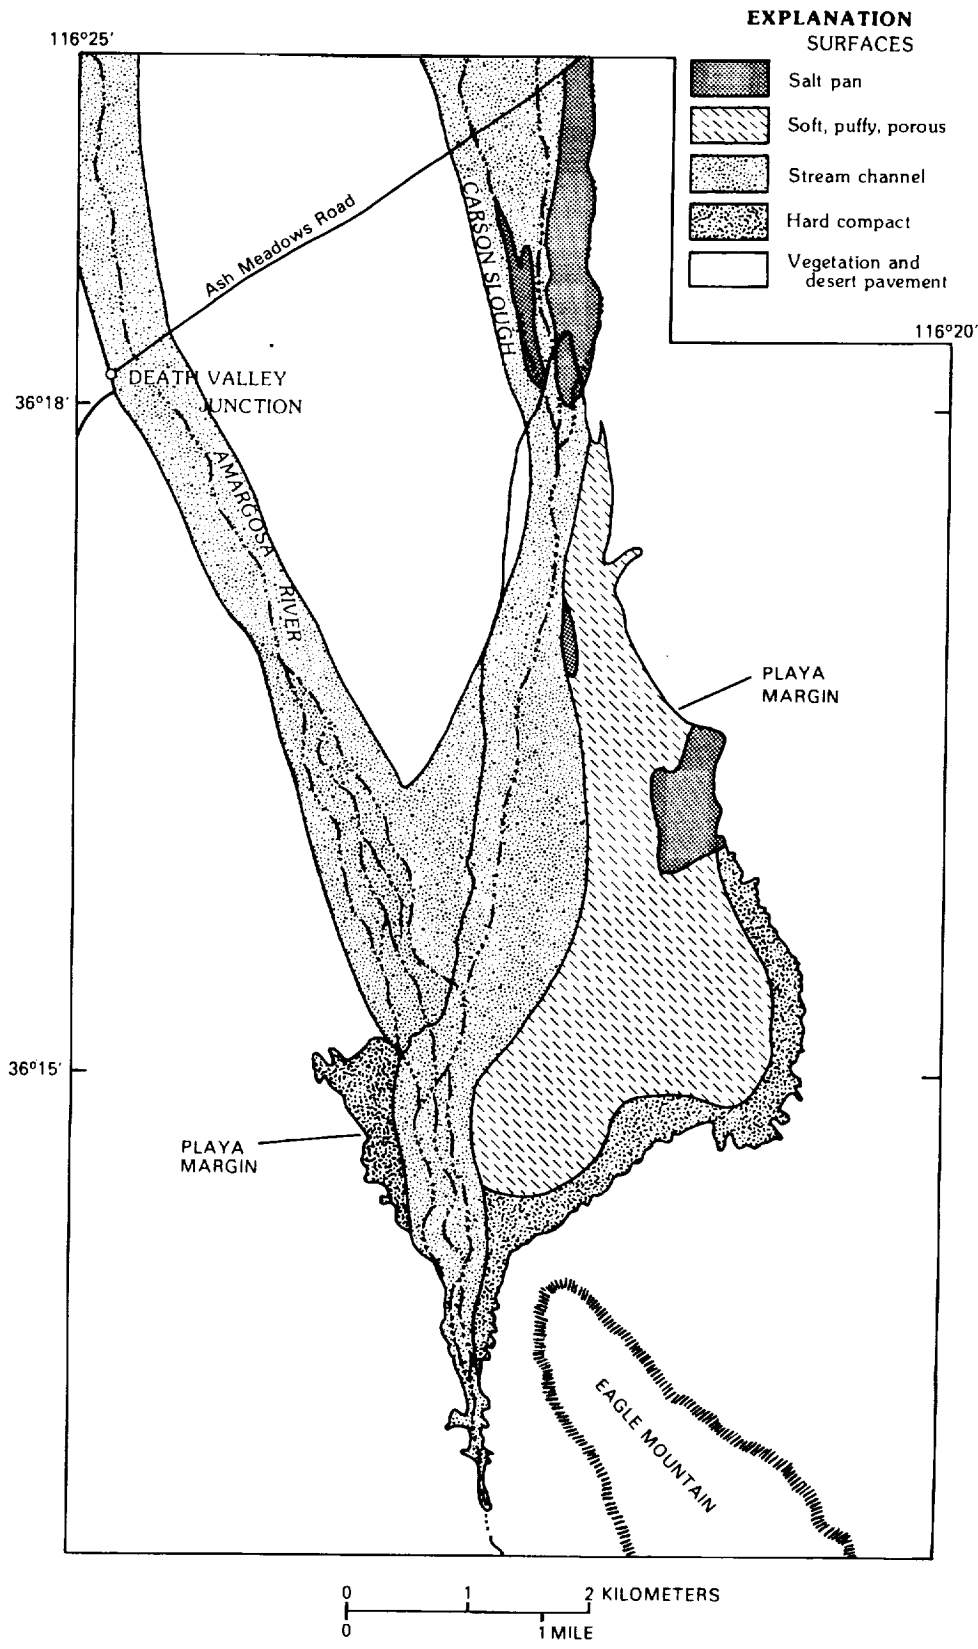 EXPLANATION
SURFACES
Salt pan
Soft, puffy, porous
Stream channel
Hard compact
Vegetation and
desert pavement
116°25'
116°20'
Ash Meadows Road
CARSON SLOUGH
DEATH VALLEY
JUNCTION
36°18'
AMARGOSA RIVER
PLAYA
MARGIN
36°15'
PLAYA
MARGIN
EAGLE MOUNTAIN
0 1 2 KILOMETERS
0 1 MILE